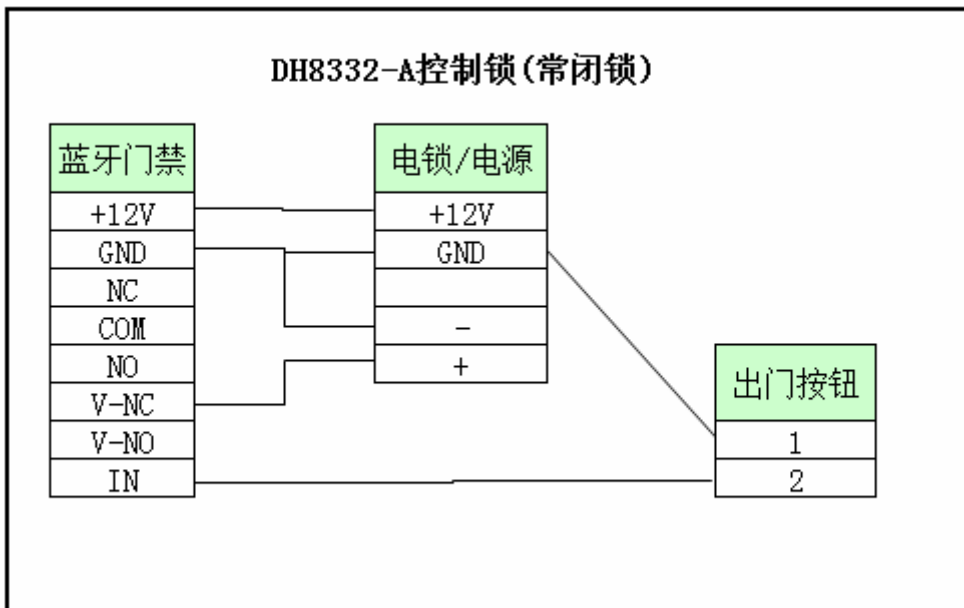 DH8332-A控制锁(常闭锁)
蓝牙门禁
+12V
GND
NC
COM
NO
V-NC
V-NO
IN
电锁/电源
+12V
GND
-
+
出门按钮
1
2